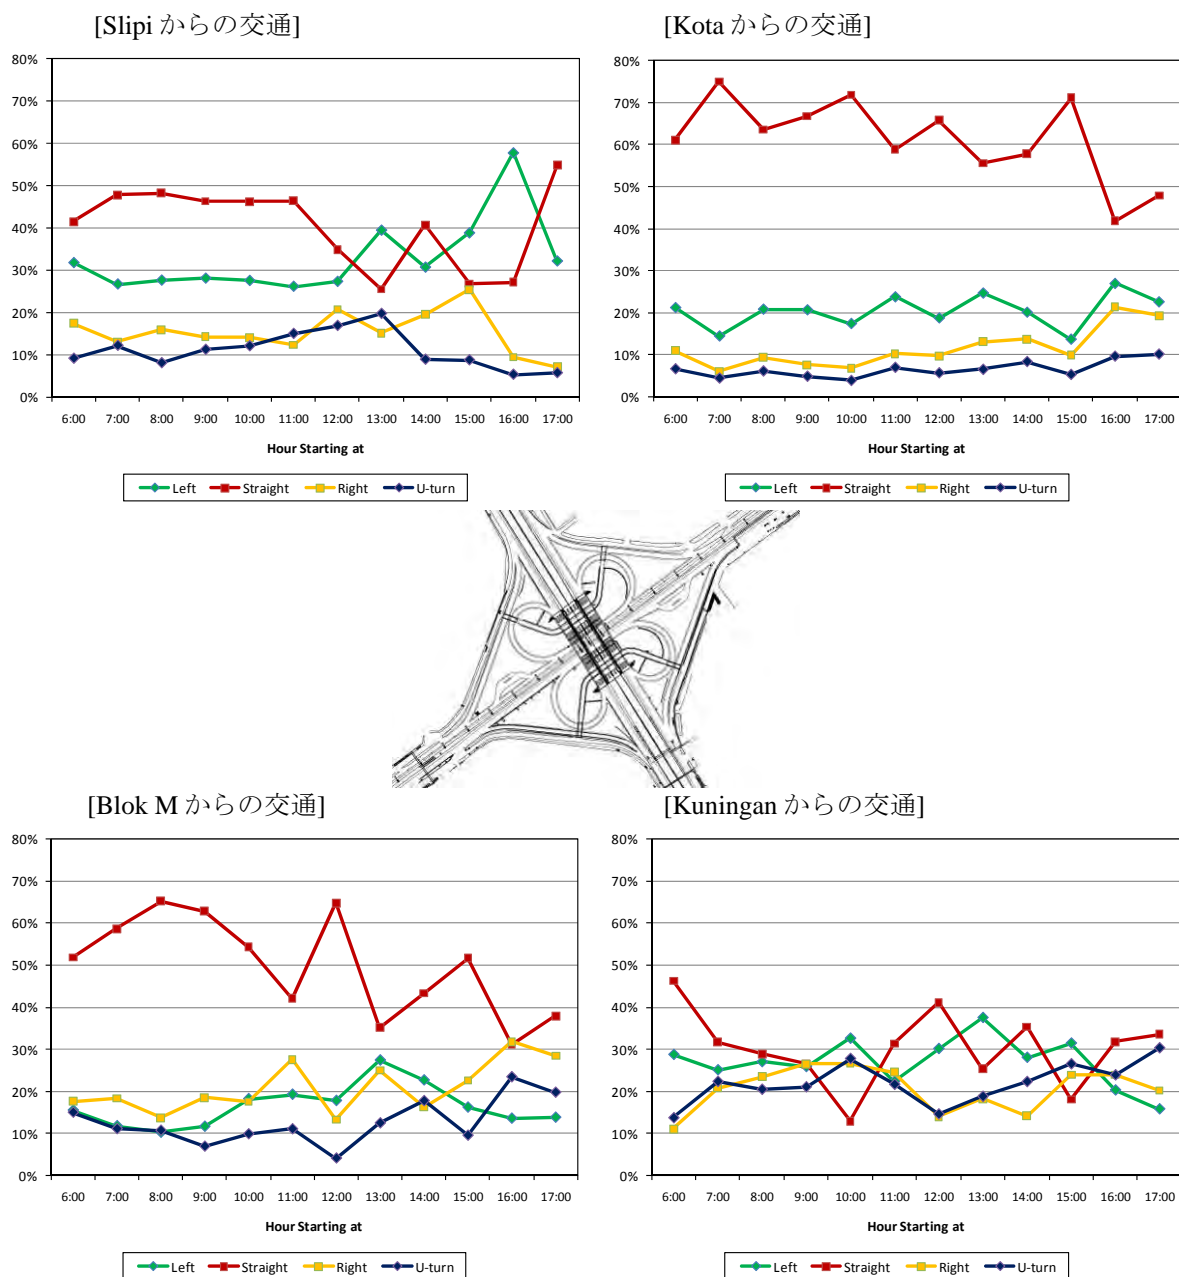 [Slipi からの交通]
80%
70%
60%
50%
40%
30%
20%
10%
0%
6:00 7:00 8:00 9:00 10:00 11:00 12:00 13:00 14:00 15:00 16:00 17:00
Hour Starting at
Left Straight Right U-turn
[Kota からの交通]
80%
70%
60%
50%
40%
30%
20%
10%
0%
6:00 7:00 8:00 9:00 10:00 11:00 12:00 13:00 14:00 15:00 16:00 17:00
Hour Starting at
Left Straight Right U-turn
[Blok M からの交通]
80%
70%
60%
50%
40%
30%
20%
10%
0%
6:00 7:00 8:00 9:00 10:00 11:00 12:00 13:00 14:00 15:00 16:00 17:00
Hour Starting at
Left Straight Right U-turn
[Kuningan からの交通]
80%
70%
60%
50%
40%
30%
20%
10%
0%
6:00 7:00 8:00 9:00 10:00 11:00 12:00 13:00 14:00 15:00 16:00 17:00
Hour Starting at
Left Straight Right U-turn